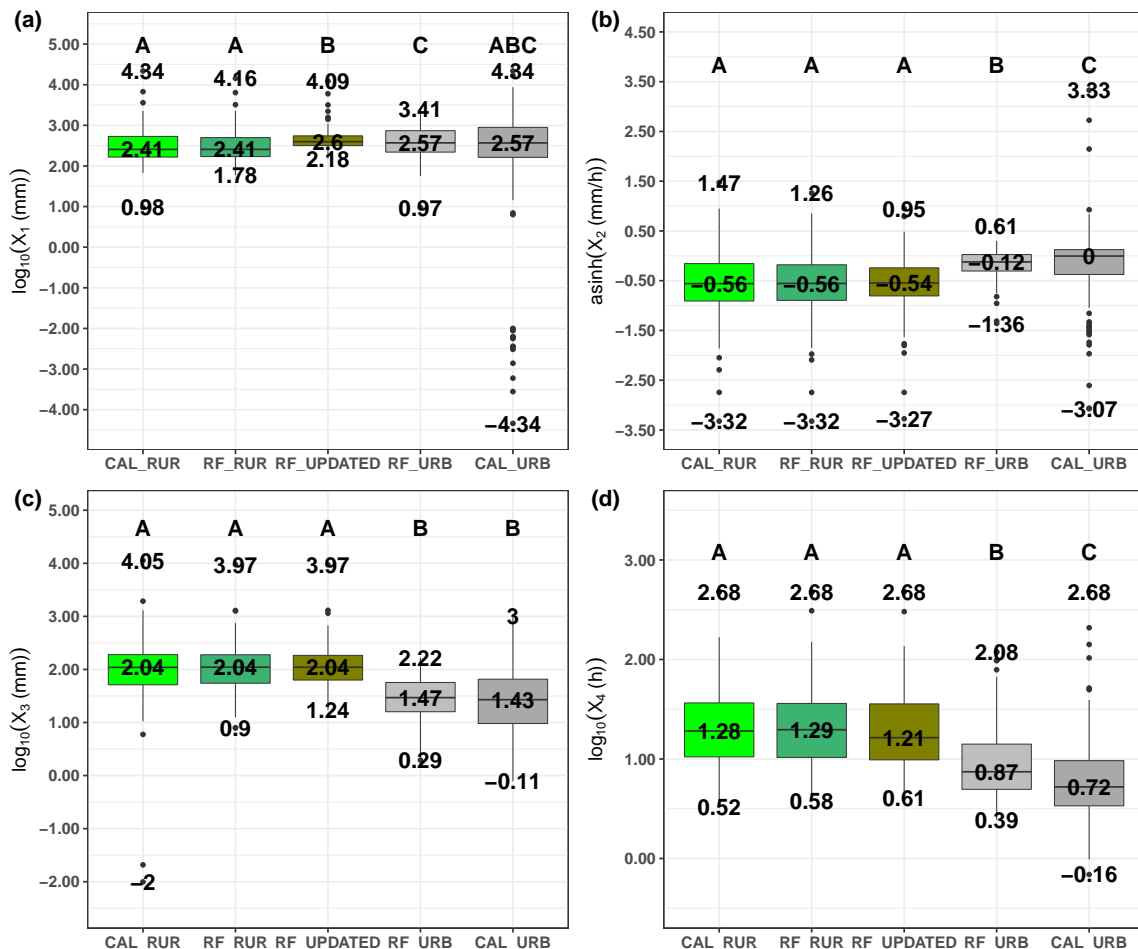 (a)
log10(X1 (mm))
5.00
4.00
3.00
2.00
1.00
0.00
−1.00
−2.00
−3.00
−4.00
A A B C ABC
4.34 4.16 4.09 3.41 4.34
2.41 2.41 2.6 2.57 2.57
0.98 1.78 2.18 0.97 −4.34
CAL_RUR RF_RUR RF_UPDATED RF_URB CAL_URB
(b)
asinh(X2 (mm/h))
4.50
3.50
2.50
1.50
0.50
−0.50
−1.50
−2.50
−3.50
A A A B C
1.47 1.26 0.95 0.61 3.33
−0.56 −0.56 −0.54 −0.12 0
−3.32 −3.32 −3.27 −1.36 −3.07
CAL_RUR RF_RUR RF_UPDATED RF_URB CAL_URB
(c)
log10(X3 (mm))
5.00
4.00
3.00
2.00
1.00
0.00
−1.00
−2.00
A A A B B
4.05 3.97 3.97 2.22 3
2.04 2.04 2.04 1.47 1.43
−2 0.9 1.24 0.29 −0.11
CAL_RUR RF_RUR RF_UPDATED RF_URB CAL_URB
(d)
log10(X4 (h))
3.00
2.00
1.00
0.00
A A A B C
2.68 2.68 2.68 2.08 2.68
1.28 1.29 1.21 0.87 0.72
0.52 0.58 0.61 0.39 −0.16
CAL_RUR RF_RUR RF_UPDATED RF_URB CAL_URB